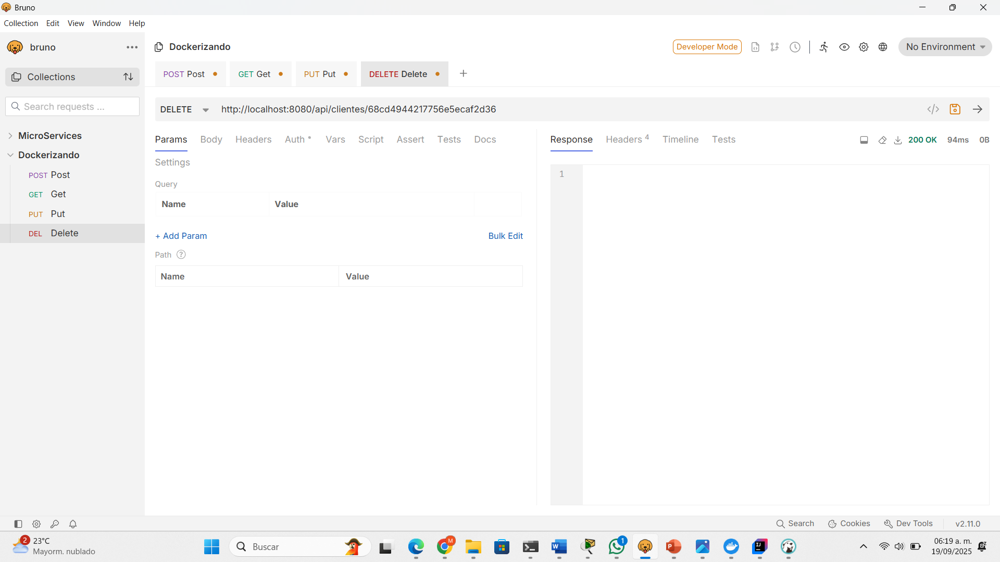 Bruno
Collection Edit View Window Help
bruno
Dockerizando
Developer Mode
No Environment
Collections
POST Post
GET Get
PUT Put
DELETE Delete
Search requests ...
DELETE
http://localhost:8080/api/clientes/68cd4944217756e5ecaf2d36
MicroServices
Dockerizando
POST Post
GET Get
PUT Put
DEL Delete
Params Body Headers Auth Vars Script Assert Tests Docs
Settings
Query
Name Value
+ Add Param Bulk Edit
Path ?
Name Value
Response Headers 4 Timeline Tests
200 OK 94ms 0B
1
Search Cookies Dev Tools v2.11.0
2
23°C
Mayorm. nublado
Buscar
M
W
1
P
IJ
06:19 a. m.
19/09/2025